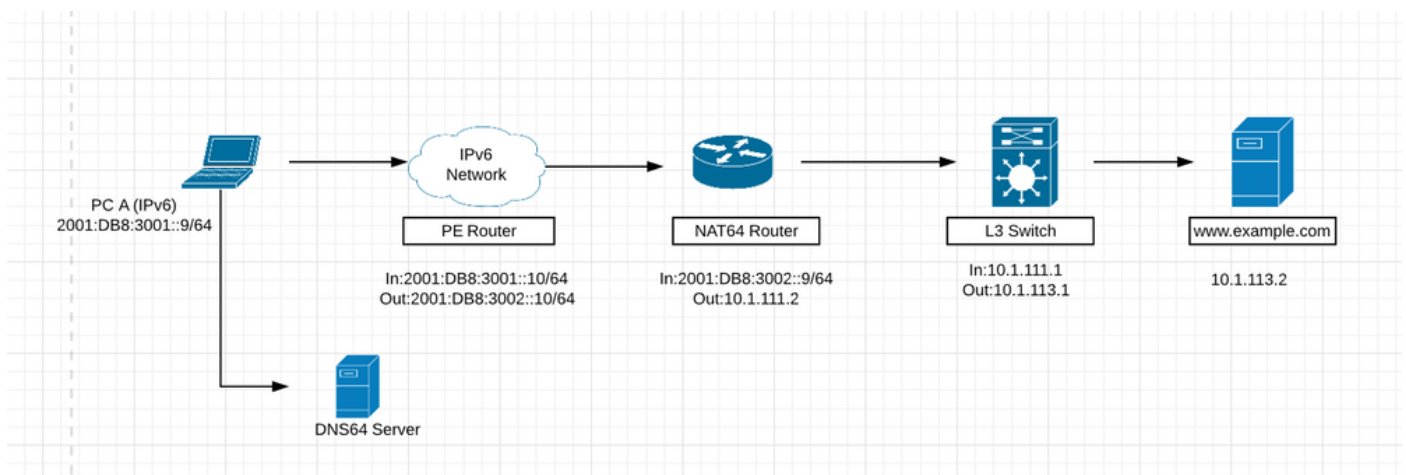 IPv6
Network
PC A (IPv6)
2001:DB8:3001::9/64
PE Router
NAT64 Router
L3 Switch
www.example.com
In:2001:DB8:3001::10/64
Out:2001:DB8:3002::10/64
In:2001:DB8:3002::9/64
Out:10.1.111.2
In:10.1.111.1
Out:10.1.113.1
10.1.113.2
DNS64 Server